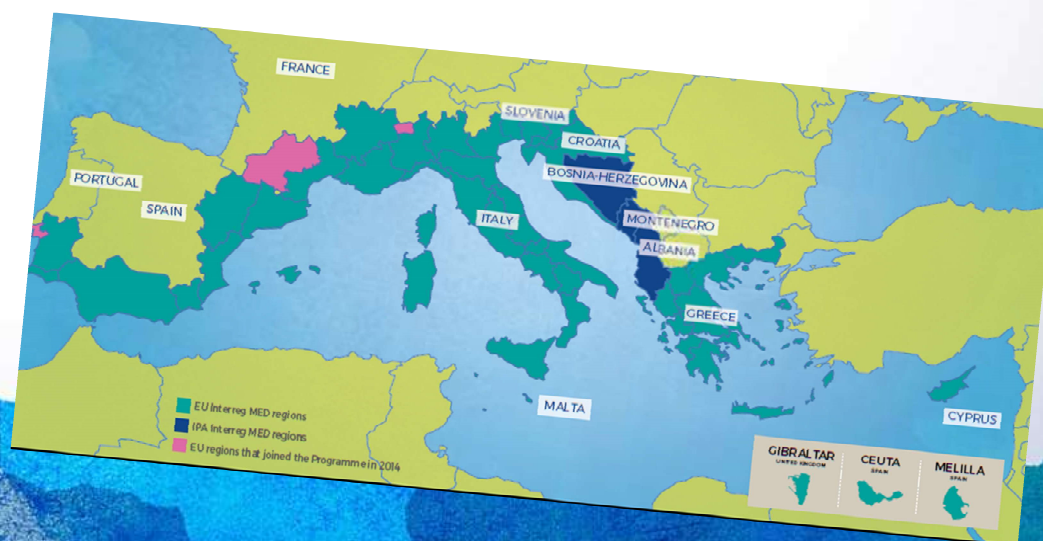 FRANCE
SLOVENIA
CROATIA
PORTUGAL
BOSNIA-HERZEGOVINA
SPAIN
ITALY
MONTENEGRO
ALBANIA
GREECE
MALTA
CYPRUS
EU Interreg MED regions
IPA Interreg MED regions
EU regions that joined the Programme in 2014
GIBRALTAR
UNITED KINGDOM
CEUTA
SPAIN
MELILLA
SPAIN